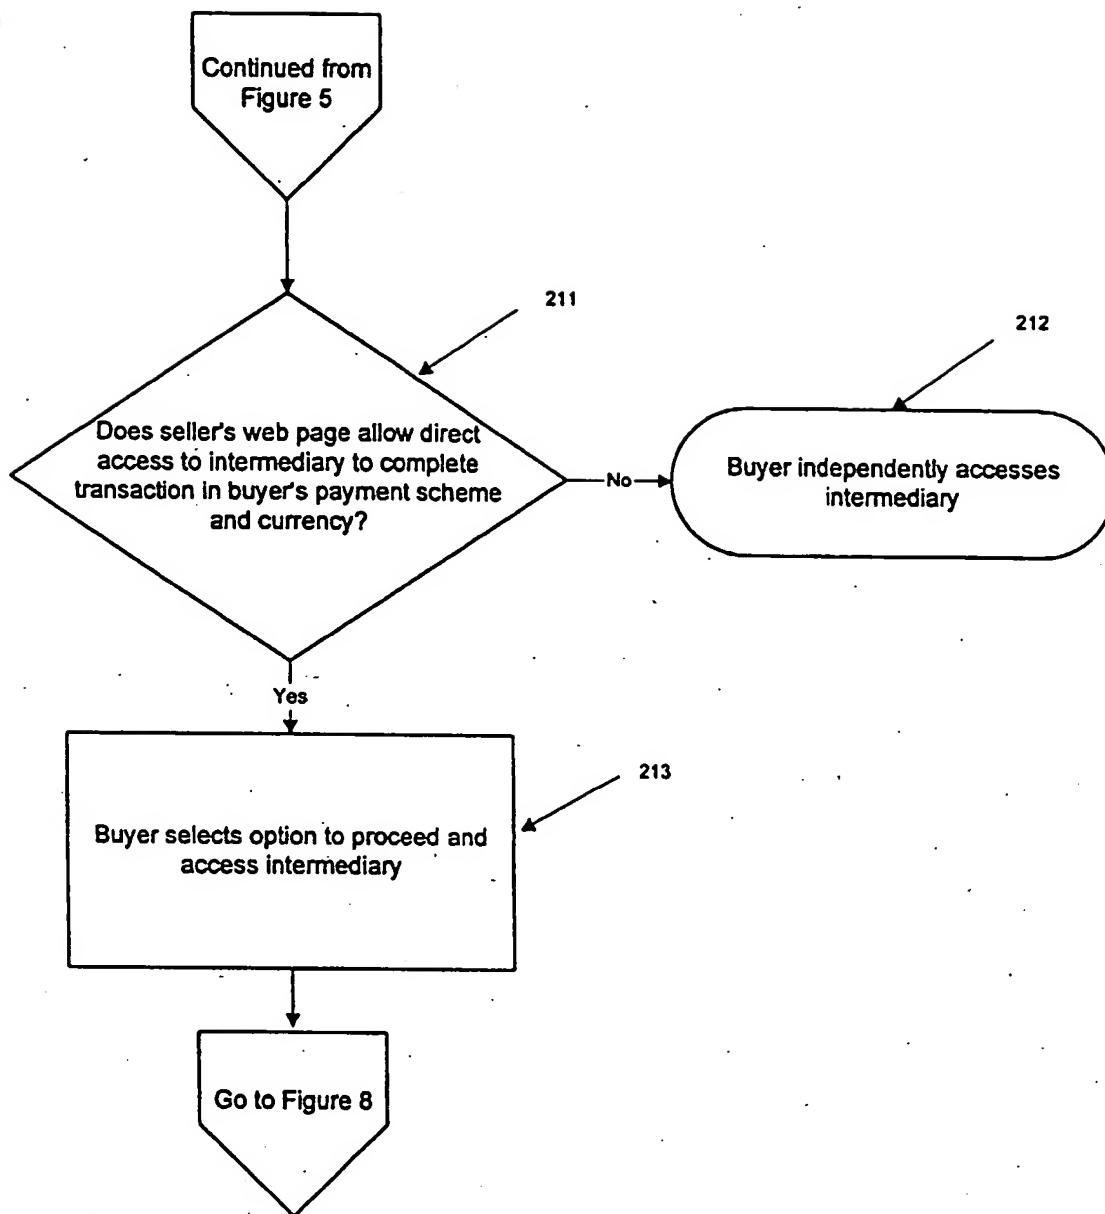 Continued from
Figure 5
211
212
Does seller's web page allow direct
access to intermediary to complete
transaction in buyer's payment scheme
and currency?
No
Buyer independently accesses
intermediary
Yes
213
Buyer selects option to proceed and
access intermediary
Go to Figure 8